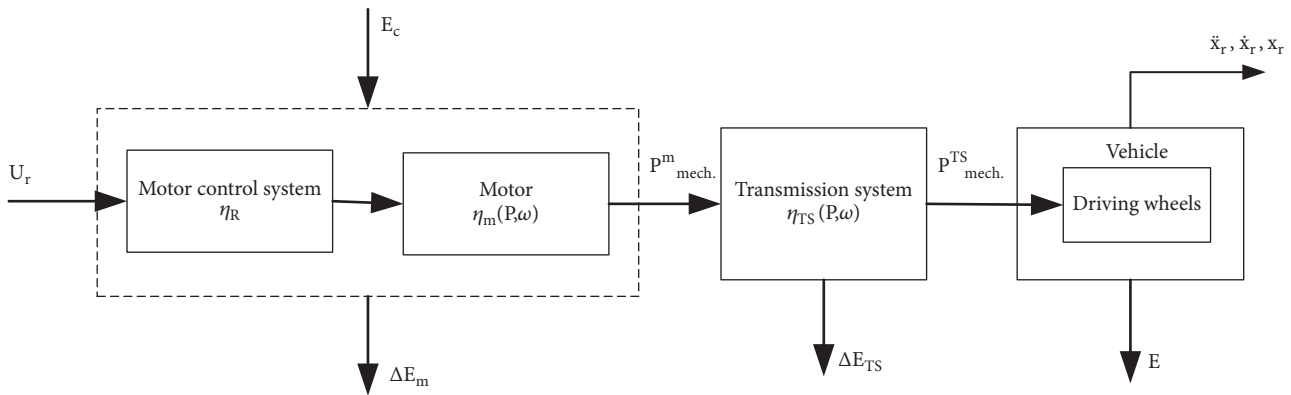 E_c
ẍ_r, ẋ_r, x_r
U_r
Motor control system
η_R
Motor
η_m(P,ω)
P^m_mech.
Transmission system
η_TS(P,ω)
P^TS_mech.
Vehicle
Driving wheels
ΔE_m
ΔE_TS
E